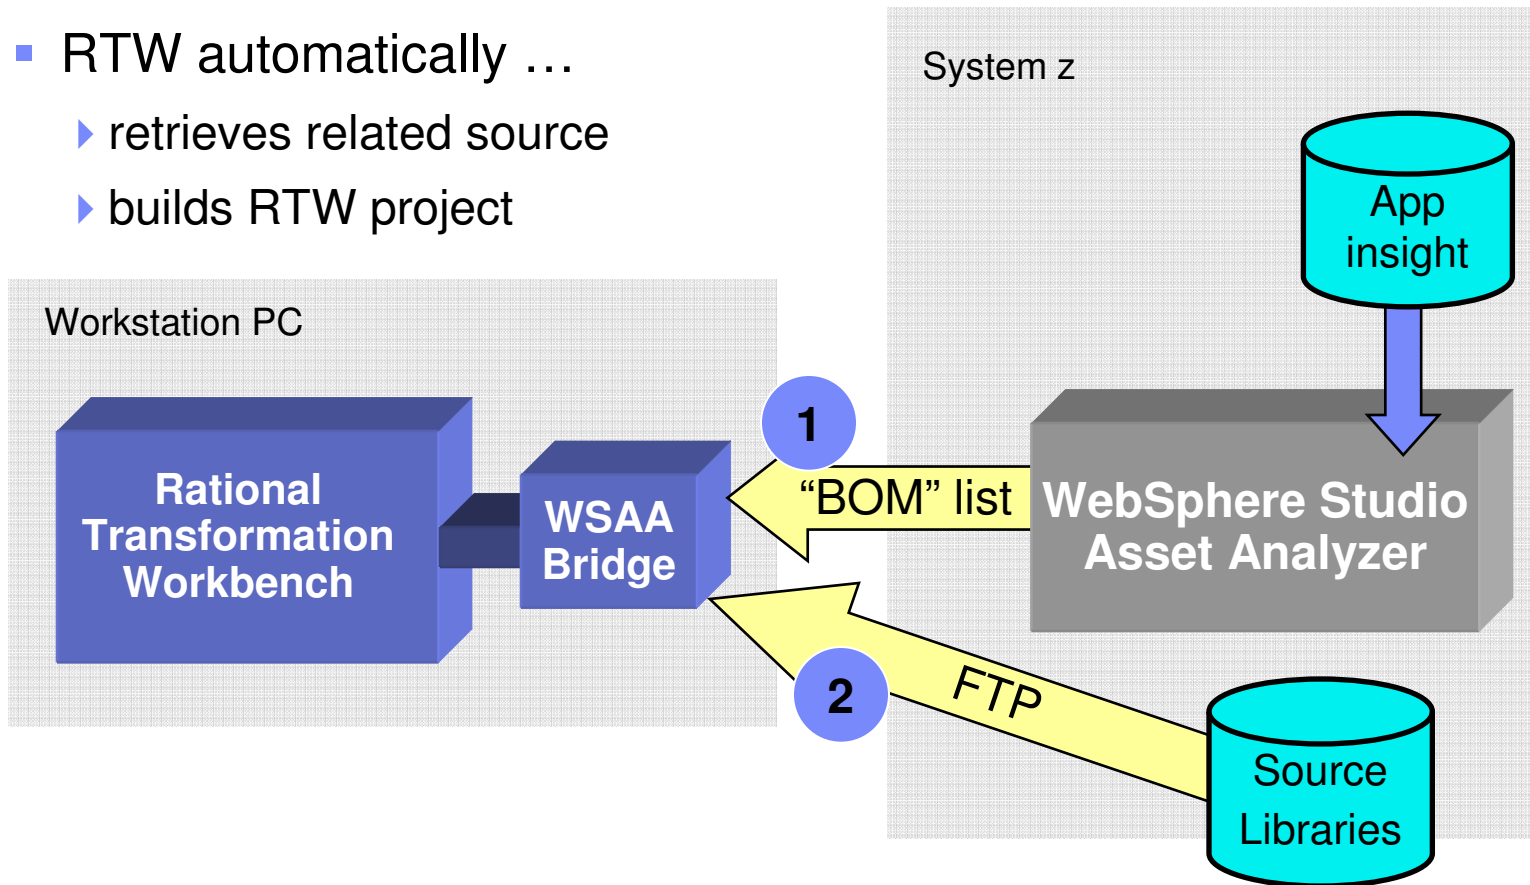 RTW automatically …
retrieves related source
builds RTW project
System z
App
insight
Workstation PC
1
“BOM” list
Rational
Transformation
Workbench
WSAA
Bridge
WebSphere Studio
Asset Analyzer
2
FTP
Source
Libraries